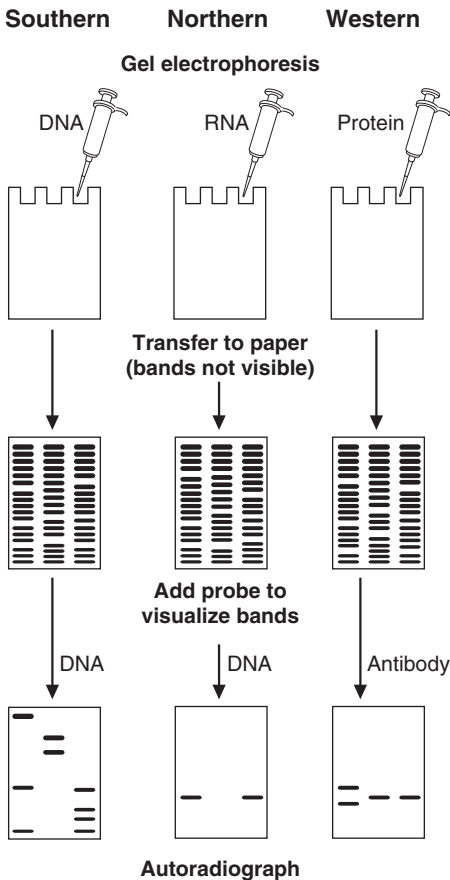 Southern Northern Western
Gel electrophoresis
DNA RNA Protein
Transfer to paper
(bands not visible)
Add probe to
visualize bands
DNA DNA Antibody
Autoradiograph